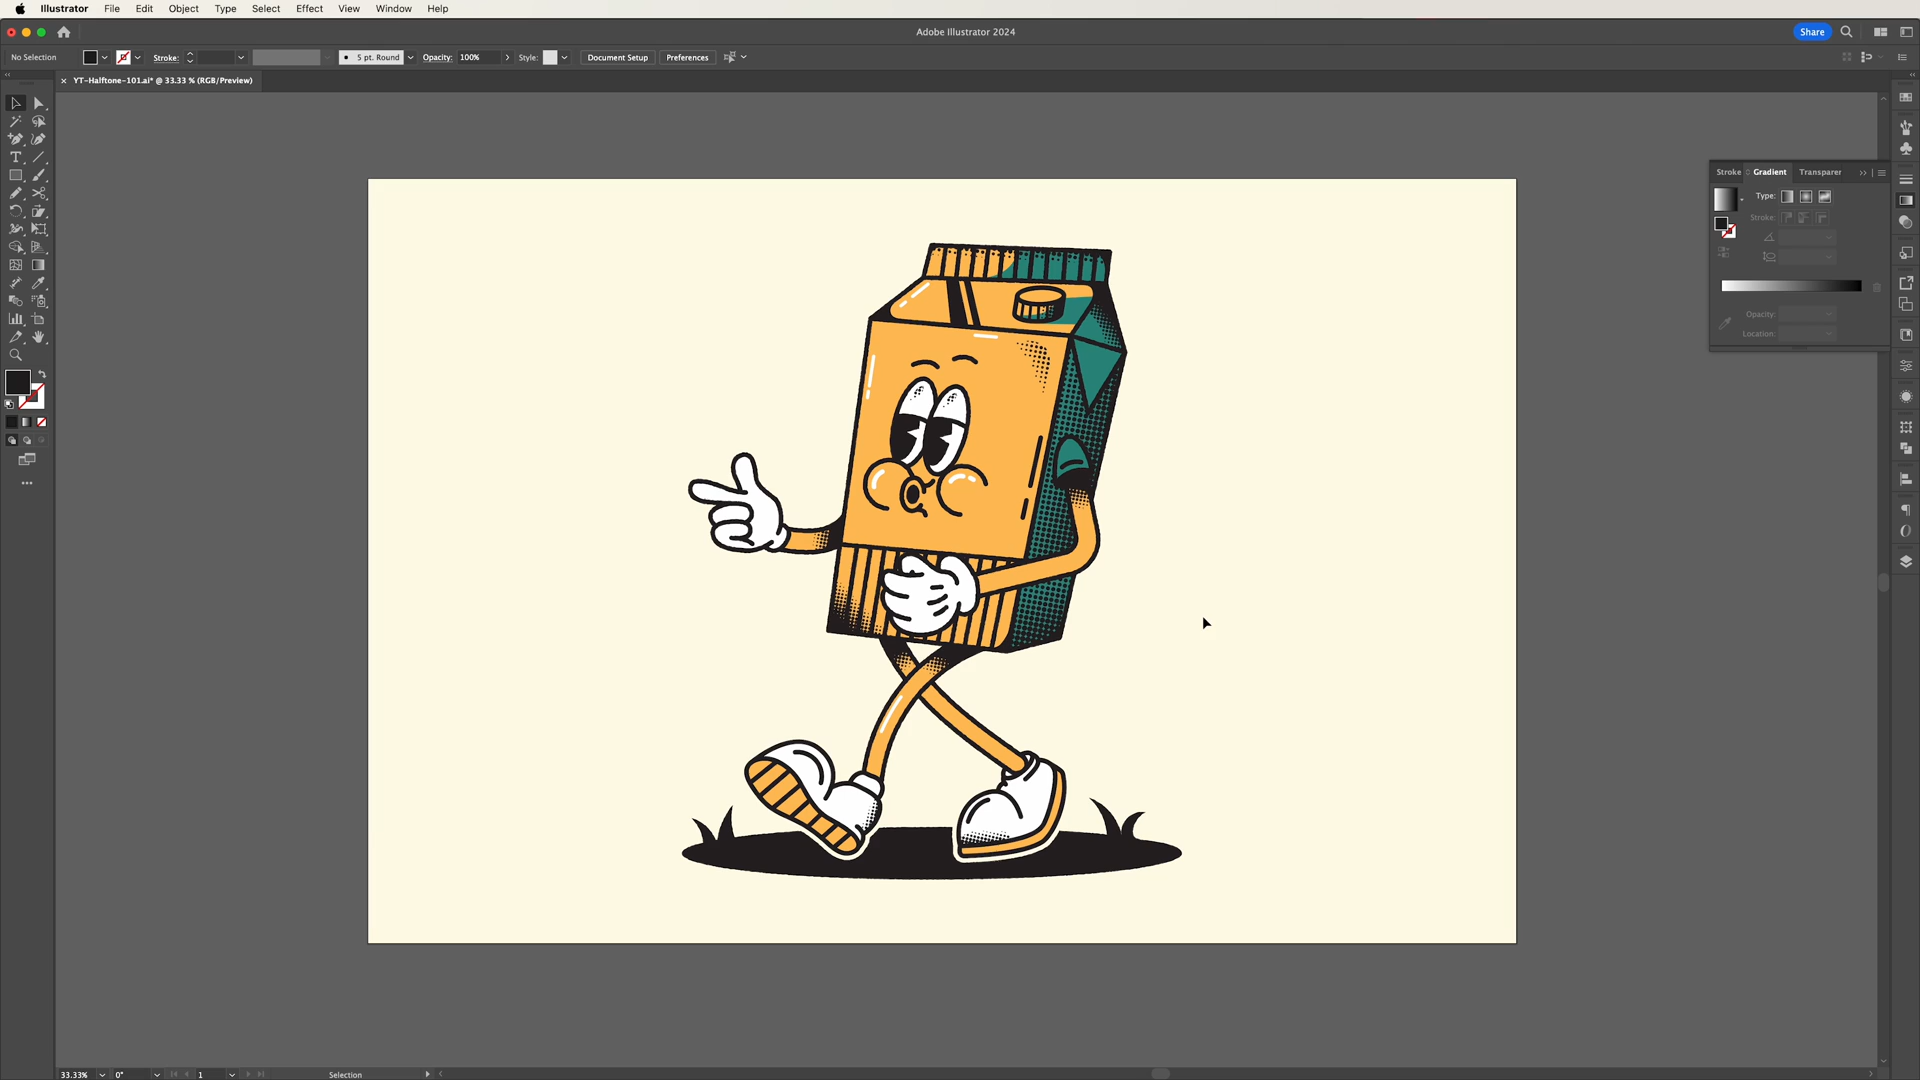 Illustrator File Edit Object Type Select Effect View Window Help
Adobe Illustrator 2024
Share
No Selection
Stroke:
5 pt. Round
Opacity: 100%
Style:
Document Setup
Preferences
YT-Halftone-101.ai* @ 33.33 % (RGB/Preview)
Stroke Gradient Transparer
Type:
Stroke:
Opacity:
Location:
33.33%
0°
1
Selection